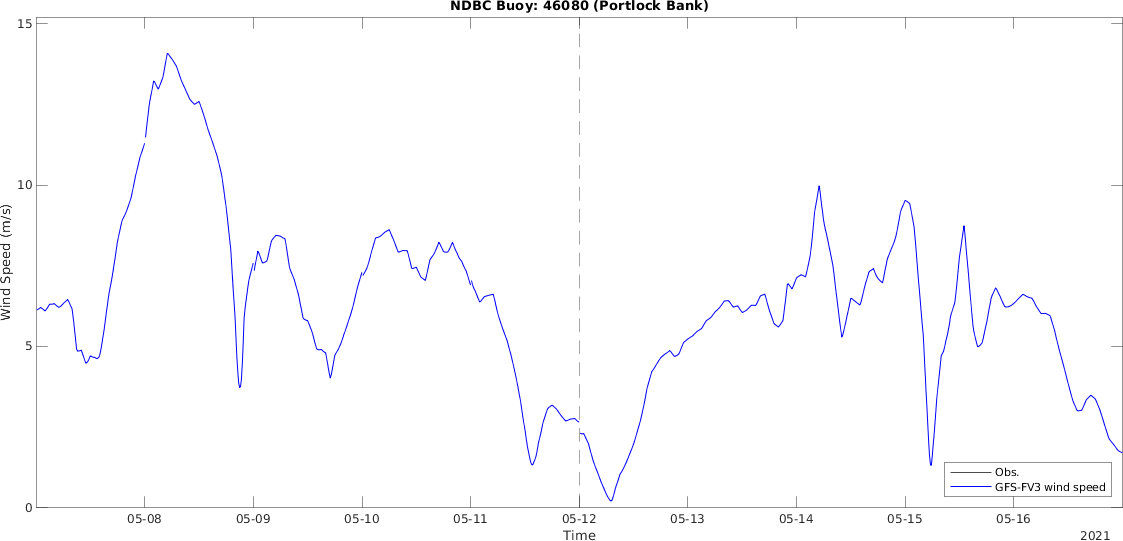 NDBC Buoy: 46080 (Portlock Bank)
15
10
5
0
Wind Speed (m/s)
05-08
05-09
05-10
05-11
05-12
05-13
05-14
05-15
05-16
Time
2021
Obs.
GFS-FV3 wind speed